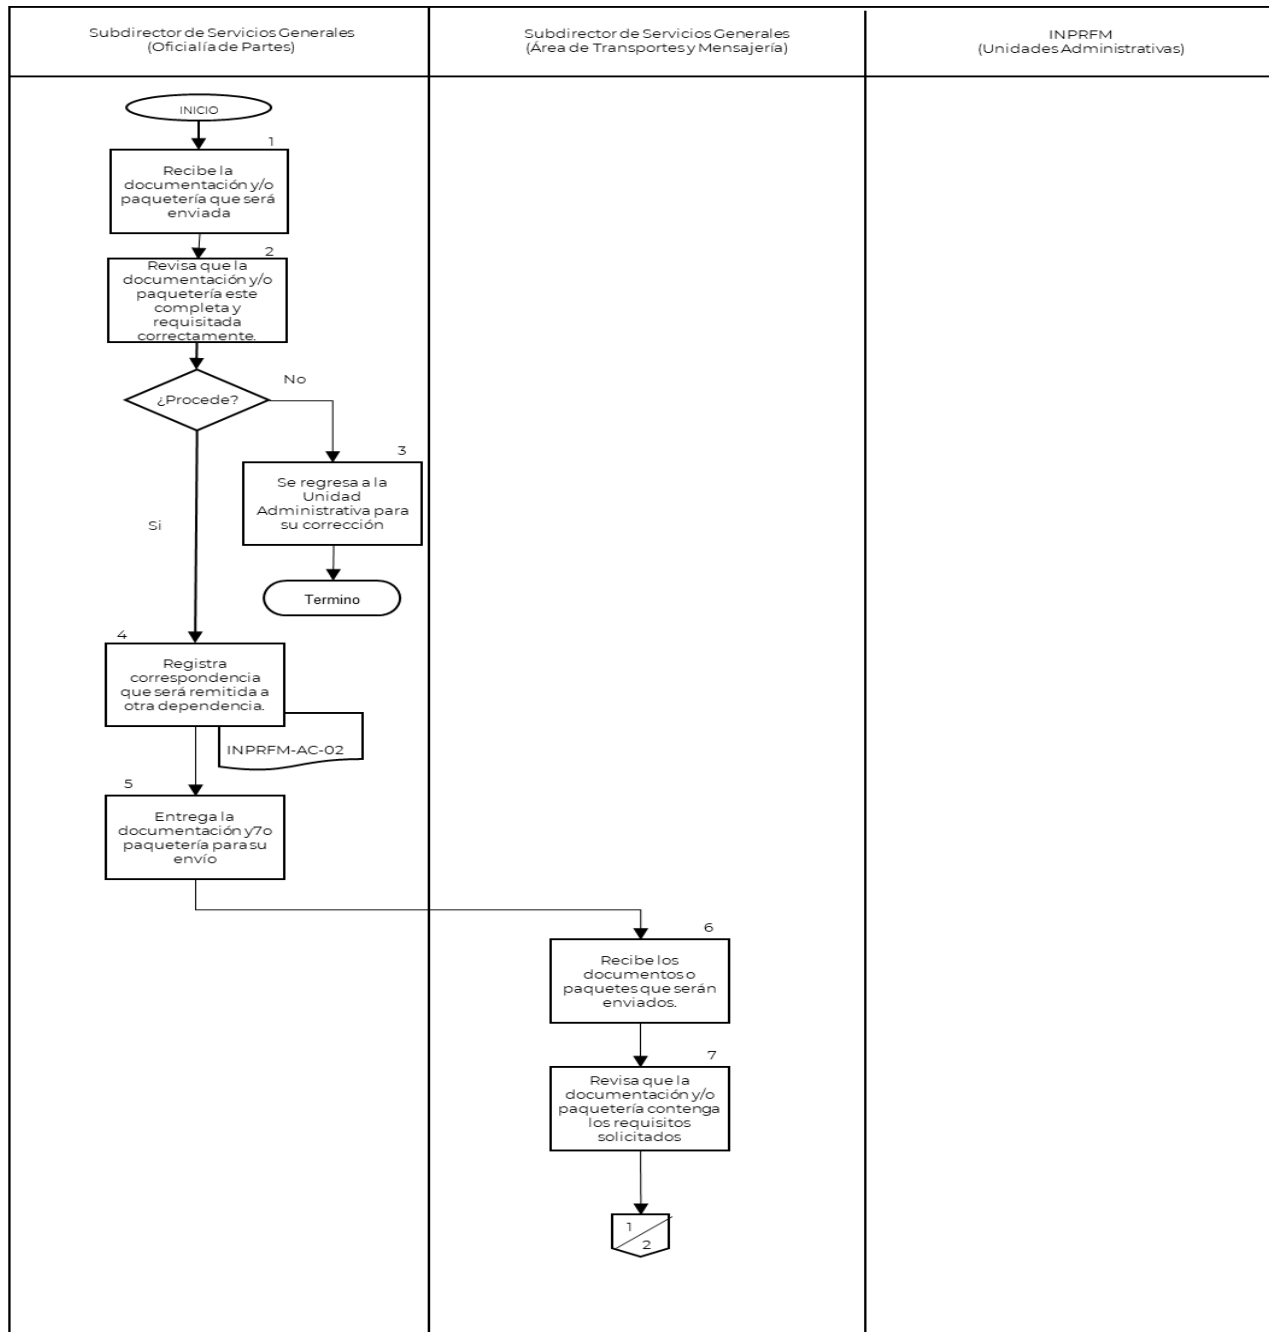 Subdirector de Servicios Generales
(Oficialía de Partes)
Subdirector de Servicios Generales
(Área de Transportes y Mensajería)
INPRFM
(Unidades Administrativas)
INICIO
1
Recibe la
documentación y/o
paquetería que será
enviada
2
Revisa que la
documentación y/o
paquetería este
completa y
requisitada
correctamente.
¿Procede?
No
3
Se regresa a la
Unidad
Administrativa para
su corrección
Si
Termino
4
Registra
correspondencia
que será remitida a
otra dependencia.
INPRFM-AC-02
5
Entrega la
documentación y7o
paquetería para su
envío
6
Recibe los
documentos o
paquetes que serán
enviados.
7
Revisa que la
documentación y/o
paquetería contenga
los requisitos
solicitados
1
2